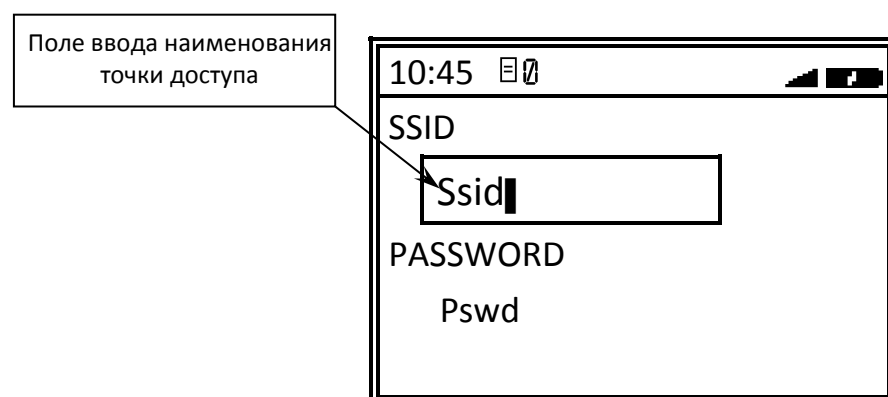 Поле ввода наименования
точки доступа
10:45
SSID
Ssid
PASSWORD
Pswd